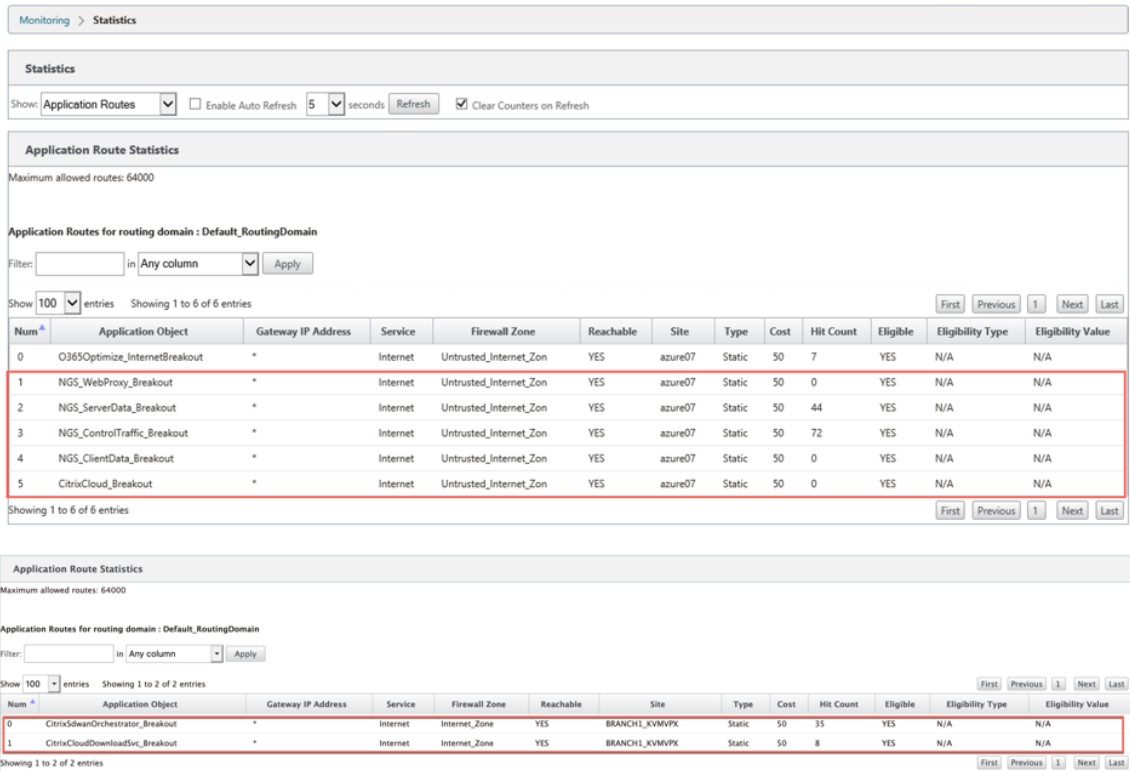 Monitoring > Statistics
Statistics
Show: Application Routes Enable Auto Refresh 5 seconds Refresh Clear Counters on Refresh
Application Route Statistics
Maximum allowed routes: 64000
Application Routes for routing domain : Default_RoutingDomain
Filter: in Any column Apply
Show 100 entries Showing 1 to 6 of 6 entries First Previous 1 Next Last
Num Application Object Gateway IP Address Service Firewall Zone Reachable Site Type Cost Hit Count Eligible Eligibility Type Eligibility Value
0 O365Optimize_InternetBreakout * Internet Untrusted_Internet_Zon YES azure07 Static 50 7 YES N/A N/A
1 NGS_WebProxy_Breakout * Internet Untrusted_Internet_Zon YES azure07 Static 50 0 YES N/A N/A
2 NGS_ServerData_Breakout * Internet Untrusted_Internet_Zon YES azure07 Static 50 44 YES N/A N/A
3 NGS_ControlTraffic_Breakout * Internet Untrusted_Internet_Zon YES azure07 Static 50 72 YES N/A N/A
4 NGS_ClientData_Breakout * Internet Untrusted_Internet_Zon YES azure07 Static 50 0 YES N/A N/A
5 CitrixCloud_Breakout * Internet Untrusted_Internet_Zon YES azure07 Static 50 0 YES N/A N/A
Showing 1 to 6 of 6 entries First Previous 1 Next Last
Application Route Statistics
Maximum allowed routes: 64000
Application Routes for routing domain : Default_RoutingDomain
Filter: in Any column Apply
Show 100 entries Showing 1 to 2 of 2 entries First Previous 1 Next Last
Num Application Object Gateway IP Address Service Firewall Zone Reachable Site Type Cost Hit Count Eligible Eligibility Type Eligibility Value
0 CitrixSdwanOrchestrator_Breakout * Internet Internet_Zone YES BRANCH1_KVMVPX Static 50 35 YES N/A N/A
1 CitrixCloudDownloadSvc_Breakout * Internet Internet_Zone YES BRANCH1_KVMVPX Static 50 8 YES N/A N/A
Showing 1 to 2 of 2 entries First Previous 1 Next Last